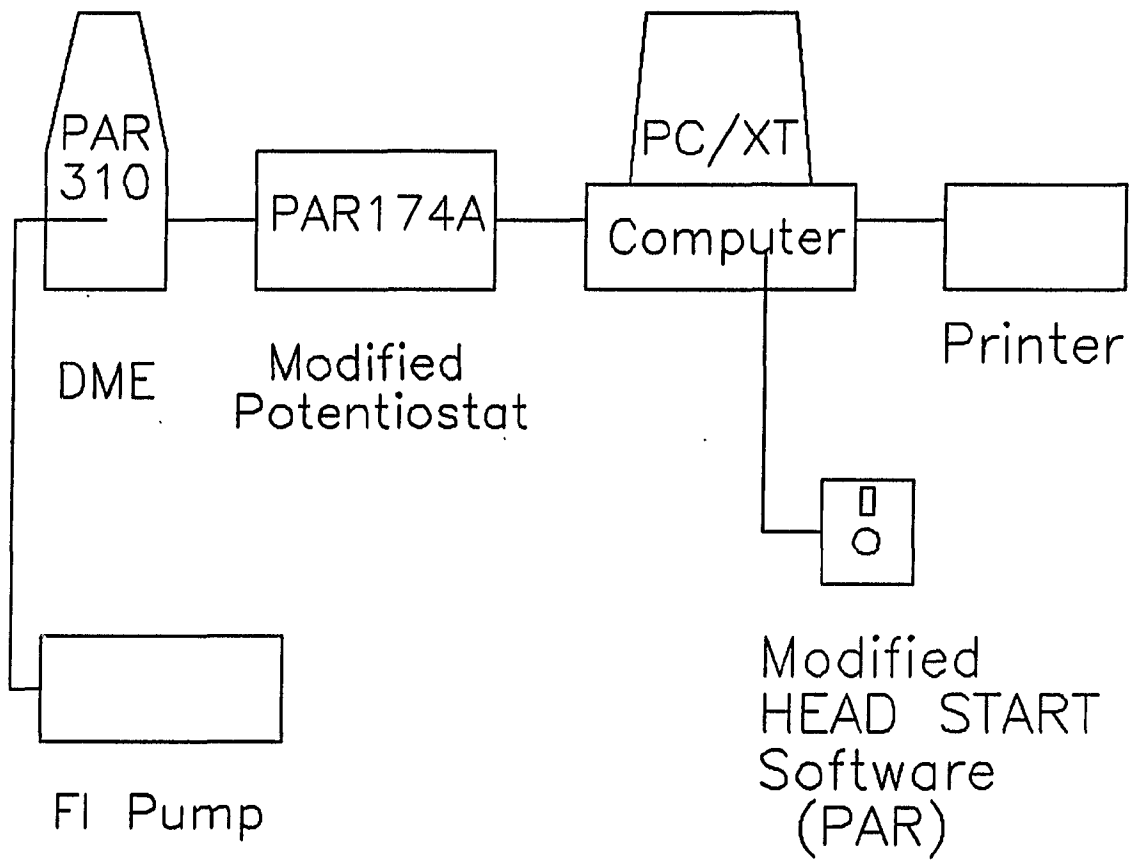 PAR
310
PAR174A
PC/XT
Computer
DME
Modified
Potentiostat
Printer
FI Pump
Modified
HEAD START
Software
(PAR)